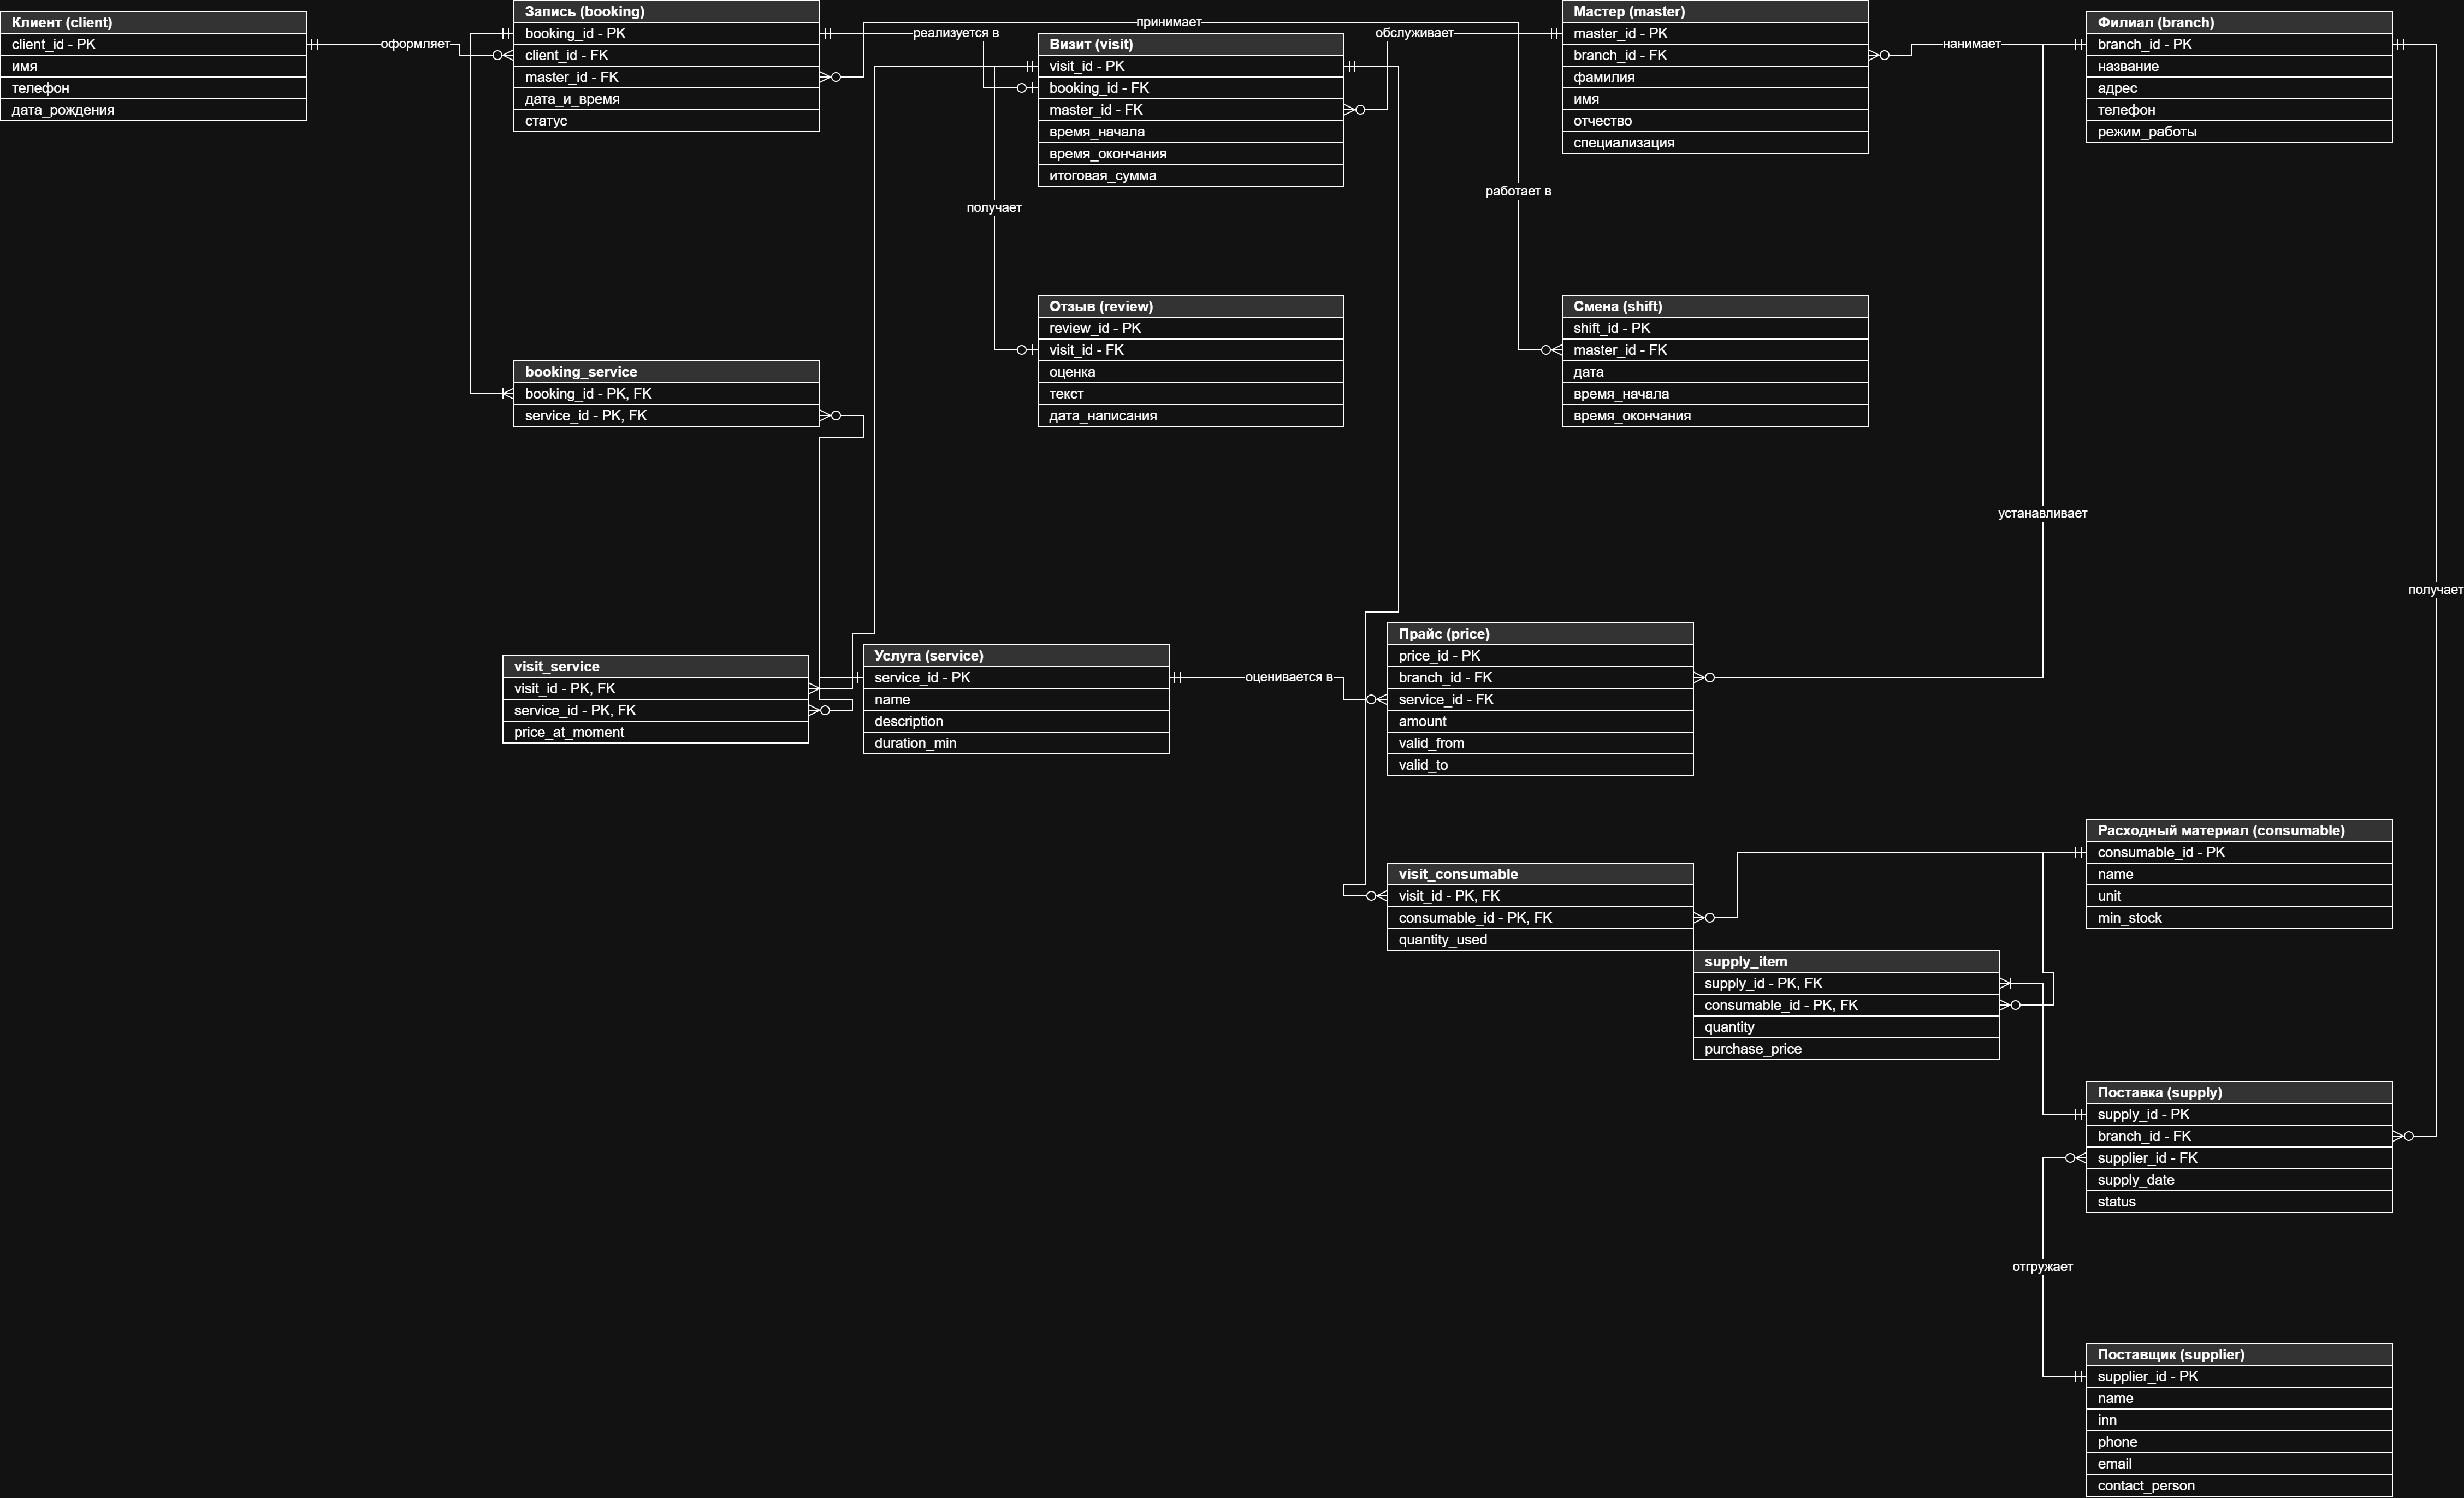 Клиент (client)
client_id - PK
имя
телефон
дата_рождения
оформляет
Запись (booking)
booking_id - PK
client_id - FK
master_id - FK
дата_и_время
статус
принимает
реализуется в
Визит (visit)
visit_id - PK
booking_id - FK
master_id - FK
время_начала
время_окончания
итоговая_сумма
обслуживает
Мастер (master)
master_id - PK
branch_id - FK
фамилия
имя
отчество
специализация
нанимает
Филиал (branch)
branch_id - PK
название
адрес
телефон
режим_работы
получает
работает в
Отзыв (review)
review_id - PK
visit_id - FK
оценка
текст
дата_написания
Смена (shift)
shift_id - PK
master_id - FK
дата
время_начала
время_окончания
booking_service
booking_id - PK, FK
service_id - PK, FK
устанавливает
получает
visit_service
visit_id - PK, FK
service_id - PK, FK
price_at_moment
Услуга (service)
service_id - PK
name
description
duration_min
оценивается в
Прайс (price)
price_id - PK
branch_id - FK
service_id - FK
amount
valid_from
valid_to
Расходный материал (consumable)
consumable_id - PK
name
unit
min_stock
visit_consumable
visit_id - PK, FK
consumable_id - PK, FK
quantity_used
supply_item
supply_id - PK, FK
consumable_id - PK, FK
quantity
purchase_price
Поставка (supply)
supply_id - PK
branch_id - FK
supplier_id - FK
supply_date
status
отгружает
Поставщик (supplier)
supplier_id - PK
name
inn
phone
email
contact_person